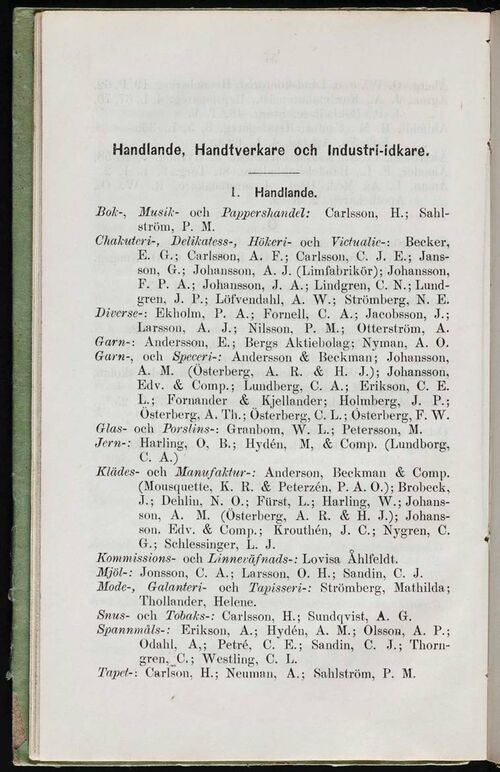 Handlande, Handtverkare och Industri-idkare.
1. Handlande.
Bok-, Musik- och Pappershandel: Carlsson, H.; Sahl-
ström, P. M.
Chakuteri-, Delikatess-, Hökeri- och Victualie-: Becker,
E. G.; Carlsson, A. F.; Carlsson, C. J. E.; Jans-
son, G.; Johansson, A. J. (Limfabrikör); Johansson,
F. P. A.; Johansson, J. A.; Lindgren, C. N.; Lund-
gren, J. P.; Löfvendahl, A. W.; Strömberg, N. E.
Diverse-: Ekholm, P. A.; Fornell, C. A.; Jacobsson, J.;
Larsson, A. J.; Nilsson, P. M.; Otterström, A.
Garn-: Andersson, E.; Bergs Aktiebolag; Nyman, A. O.
Garn-, och Speceri-: Andersson & Beckman; Johansson,
A. M. (Österberg, A. R. & H. J.); Johansson,
Edv. & Comp.; Lundberg, C. A.; Erikson, C. E.
L.; Fornander & Kjellander; Holmberg, J. P.;
Österberg, A. Th.; Österberg, C. L.; Österberg, F. W.
Glas- och Porslins-: Granbom, W. L.; Petersson, M.
Jern-: Harling, O, B.; Hydén, M, & Comp. (Lundborg,
C. A.)
Klädes- och Manufaktur-: Anderson, Beckman & Comp.
(Mousquette, K. R. & Peterzén, P. A. O.); Brobeck,
J.; Dehlin, N. O.; Fürst, L.; Harling, W.; Johans-
son, A. M. (Österberg, A. R. & H. J.); Johans-
son. Edv. & Comp.; Krouthén, J. C.; Nygren, C.
G.; Schlessinger, L. J.
Kommissions- och Linneväfnads-: Lovisa Åhlfeldt.
Mjöl-: Jonsson, C. A.; Larsson, O. H.; Sandin, C. J.
Mode-, Galanteri- och Tapisseri-: Strömberg, Mathilda;
Thollander, Helene.
Snus- och Tobaks-: Carlsson, H.; Sundqvist, A. G.
Spannmåls-: Erikson, A.; Hydén, A. M.; Olsson, A. P.;
Odahl, A,; Petré, C. E.; Sandin, C. J.; Thorn-
gren, C.; Westling, C. L.
Tapet-: Carlson, H.; Neuman, A.; Sahlström, P. M.